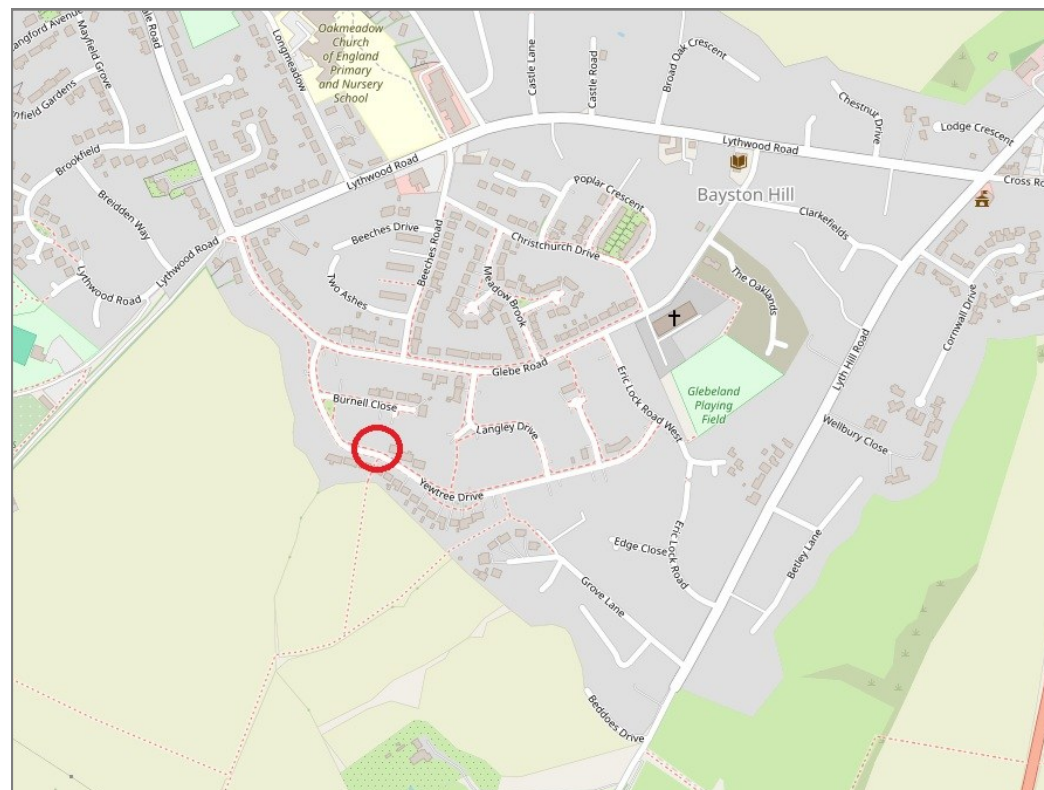 Langford Avenue
Mayfield Grove
ale Road
Longmeadow
Oakmeadow
Church
of England
Primary
and Nursery
School
Castle Lane
Castle Road
Broad Oak Crescent
Chestnut Drive
Lodge Crescent
nfield Gardens
Brookfield
Breidden Way
Lythwood Road
Lythwood Road
Lythwood Road
Lythwood Road
Cross Ro
Bayston Hill
Poplar Crescent
Clarkefields
Beeches Drive
Beeches Road
Christchurch Drive
The Oaklands
Two Ashes
Meadow Brook
Cornwall Drive
Glebe Road
Eric Lock Road West
Glebeland
Playing
Field
Lyth Hill Road
Burnell Close
Langley Drive
Wellbury Close
Yewtree Drive
Edge Close
Eric Lock Road
Betley Lane
Grove Lane
Beddoes Drive